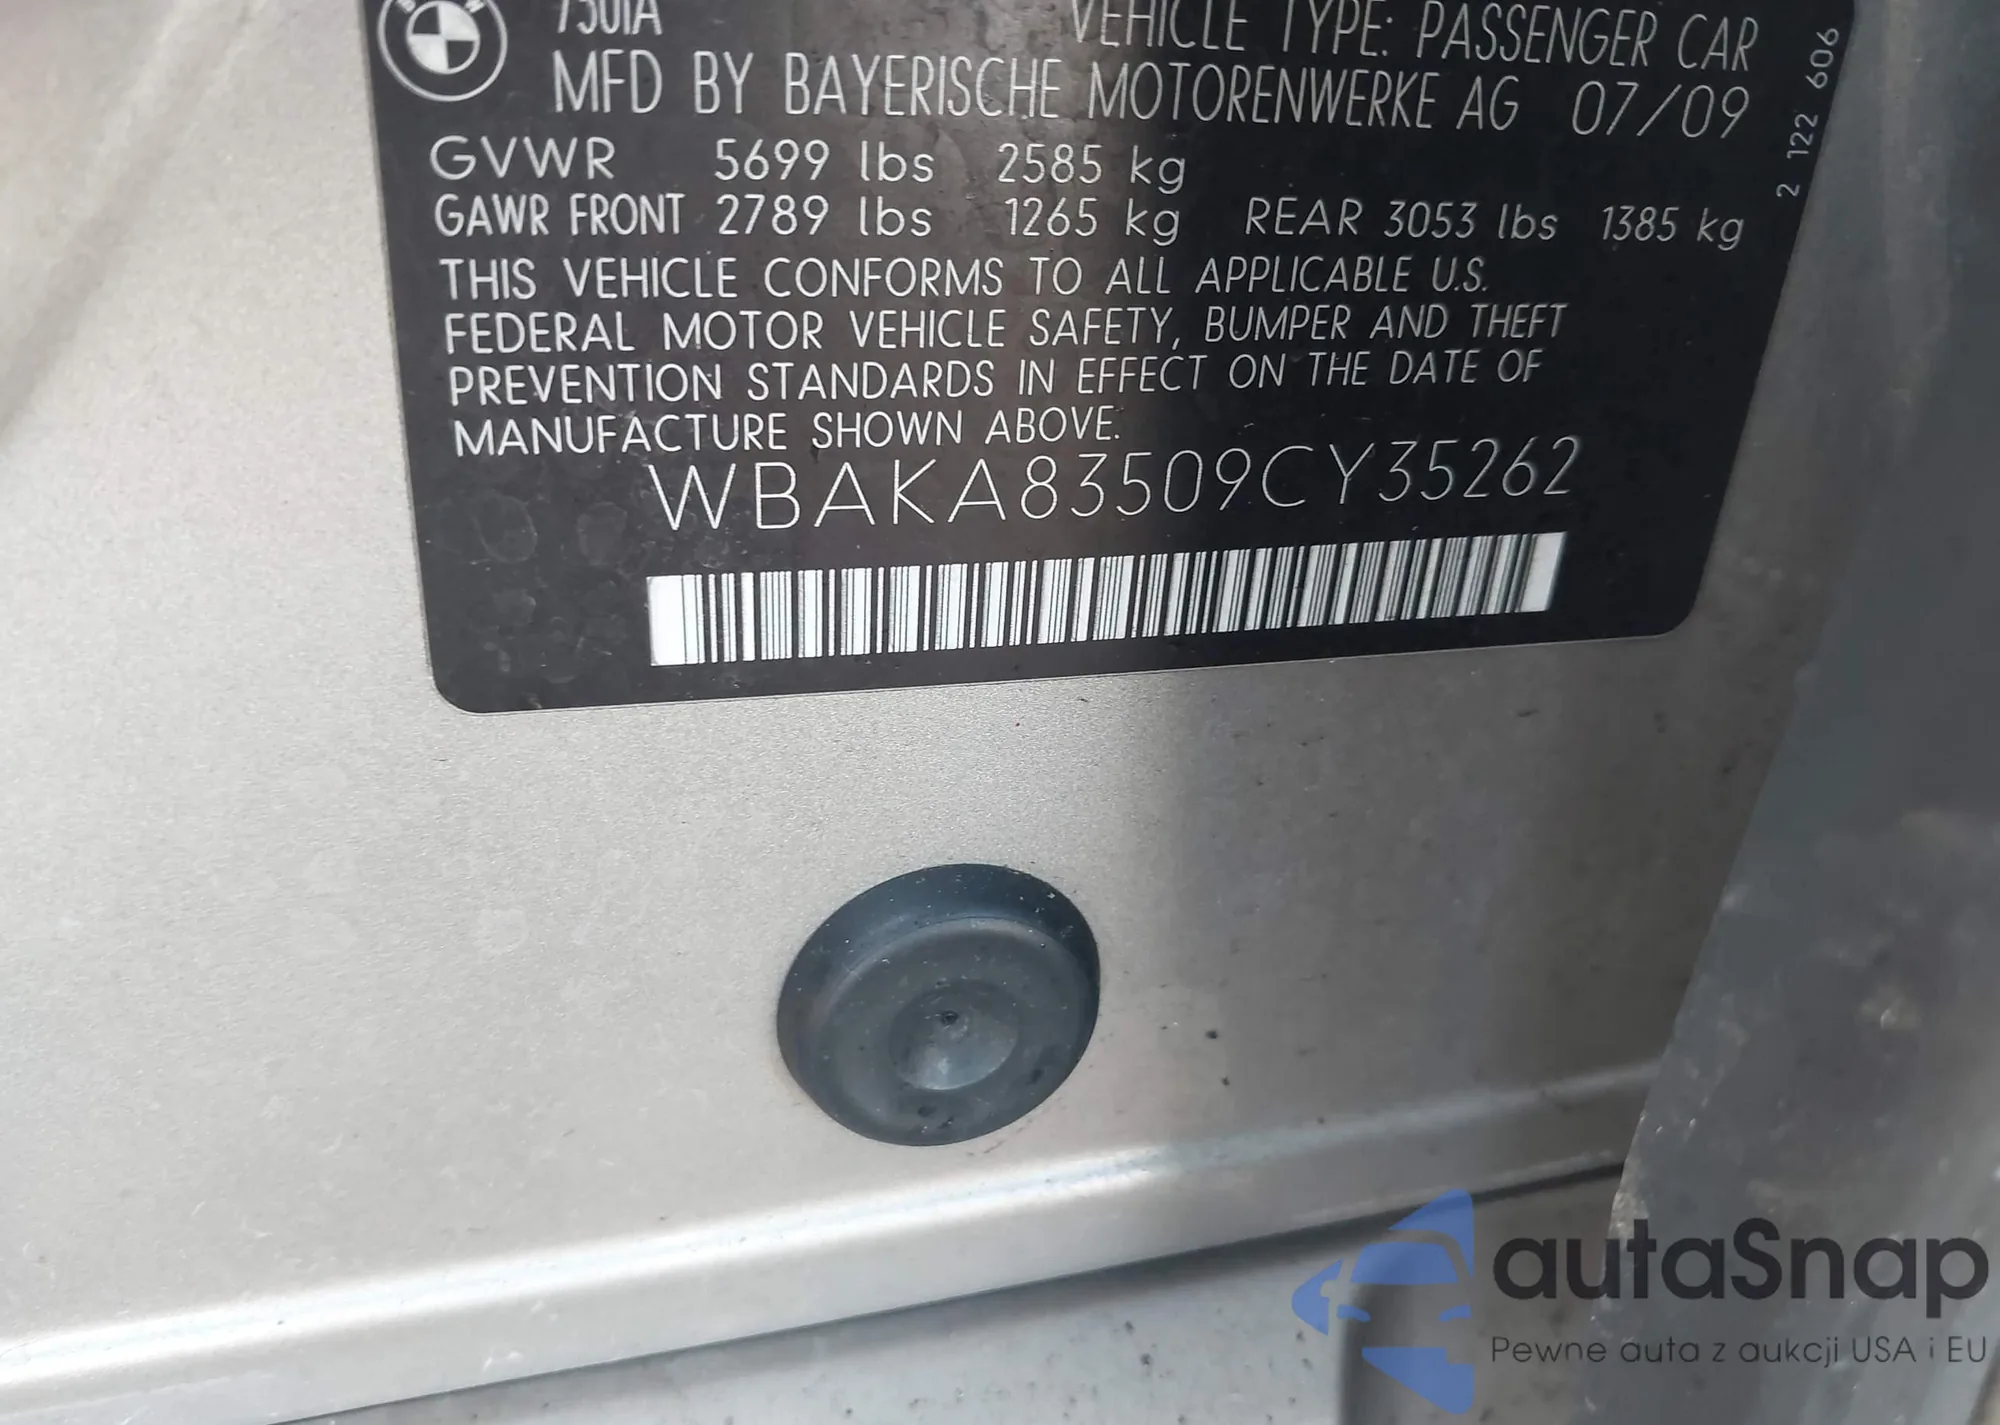 750iA VEHICLE TYPE: PASSENGER CAR
MFD BY BAYERISCHE MOTORENWERKE AG 07/09
GVWR 5699 lbs 2585 kg
GAWR FRONT 2789 lbs 1265 kg REAR 3053 lbs 1385 kg
THIS VEHICLE CONFORMS TO ALL APPLICABLE U.S.
FEDERAL MOTOR VEHICLE SAFETY, BUMPER AND THEFT
PREVENTION STANDARDS IN EFFECT ON THE DATE OF
MANUFACTURE SHOWN ABOVE.
WBAKA83509CY35262
2 122 606
autaSnap
Pewne auta z aukcji USA i EU